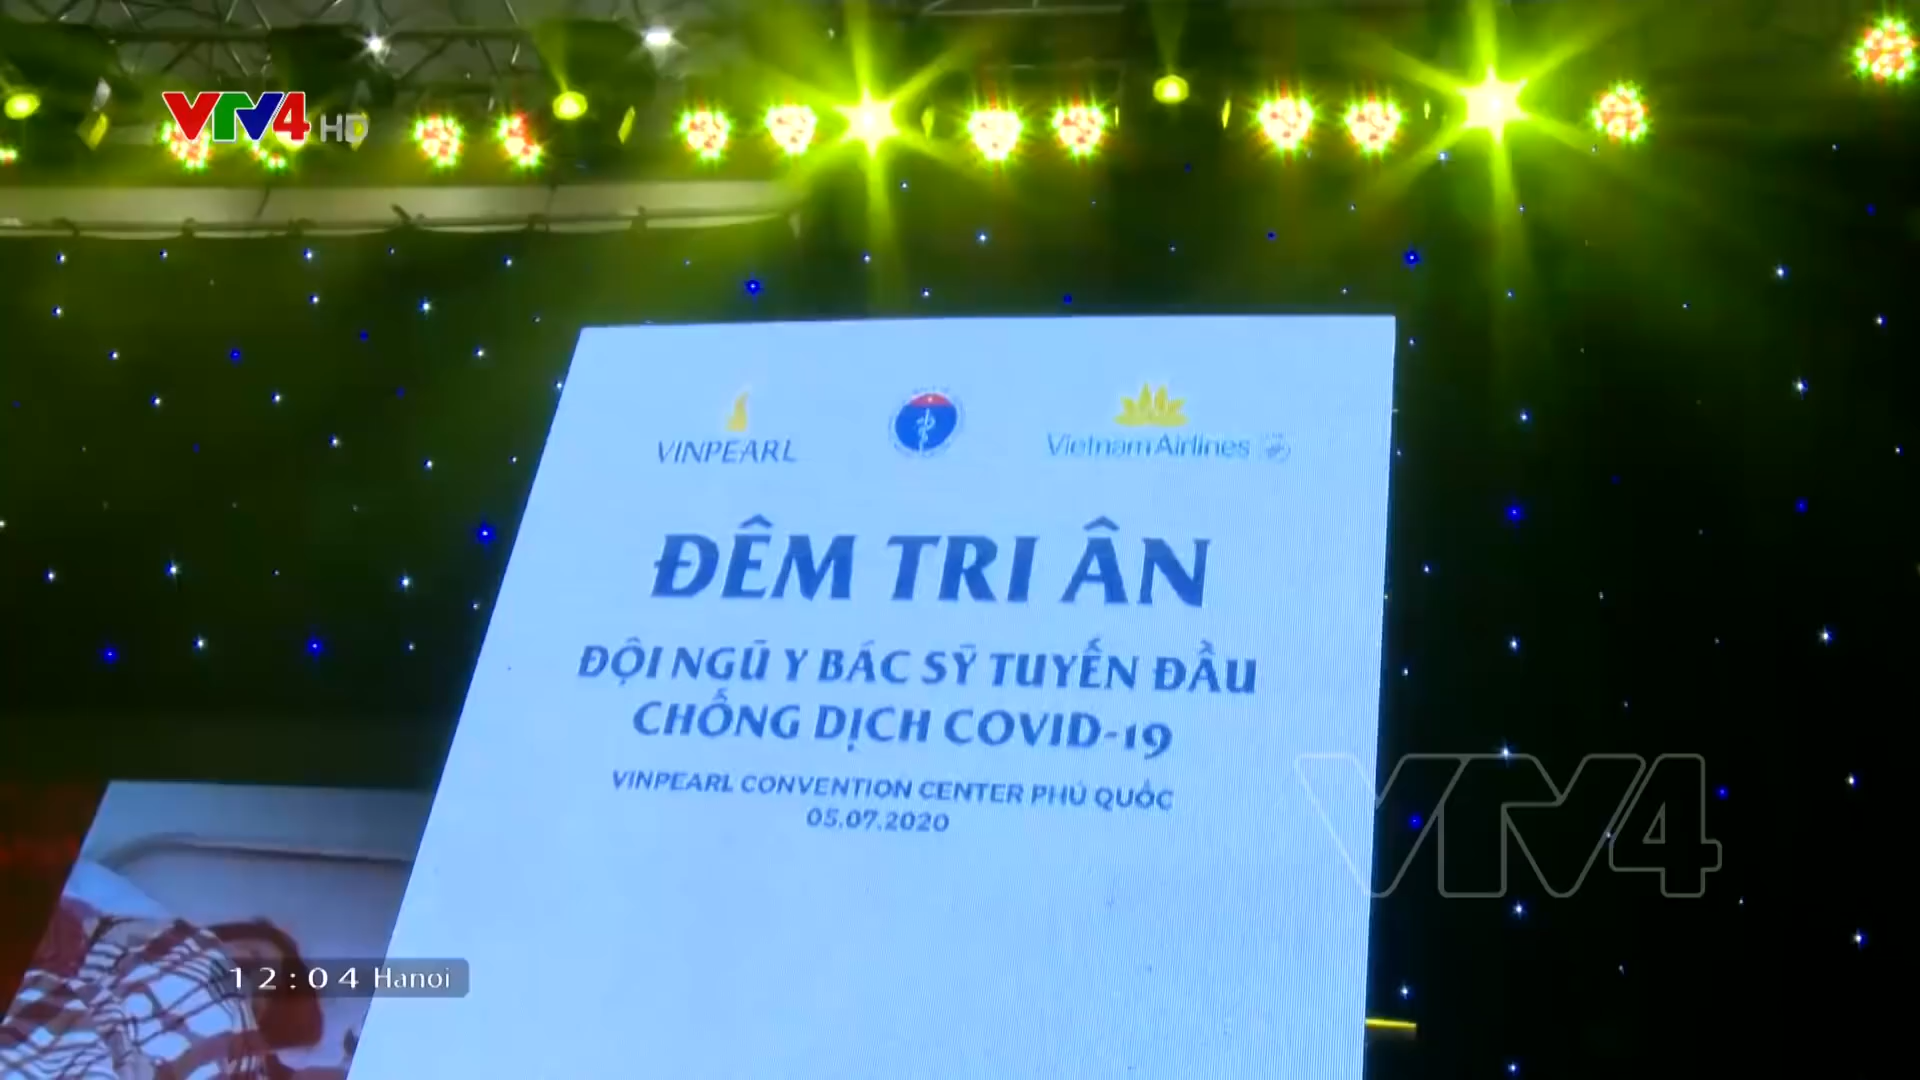 VTV4 HD
VINPEARL
Vietnam Airlines
ĐÊM TRI ÂN
ĐỘI NGŨ Y BÁC SỸ TUYẾN ĐẦU
CHỐNG DỊCH COVID-19
VINPEARL CONVENTION CENTER PHÚ QUỐC
05.07.2020
VTV4
12:04 Hanoi